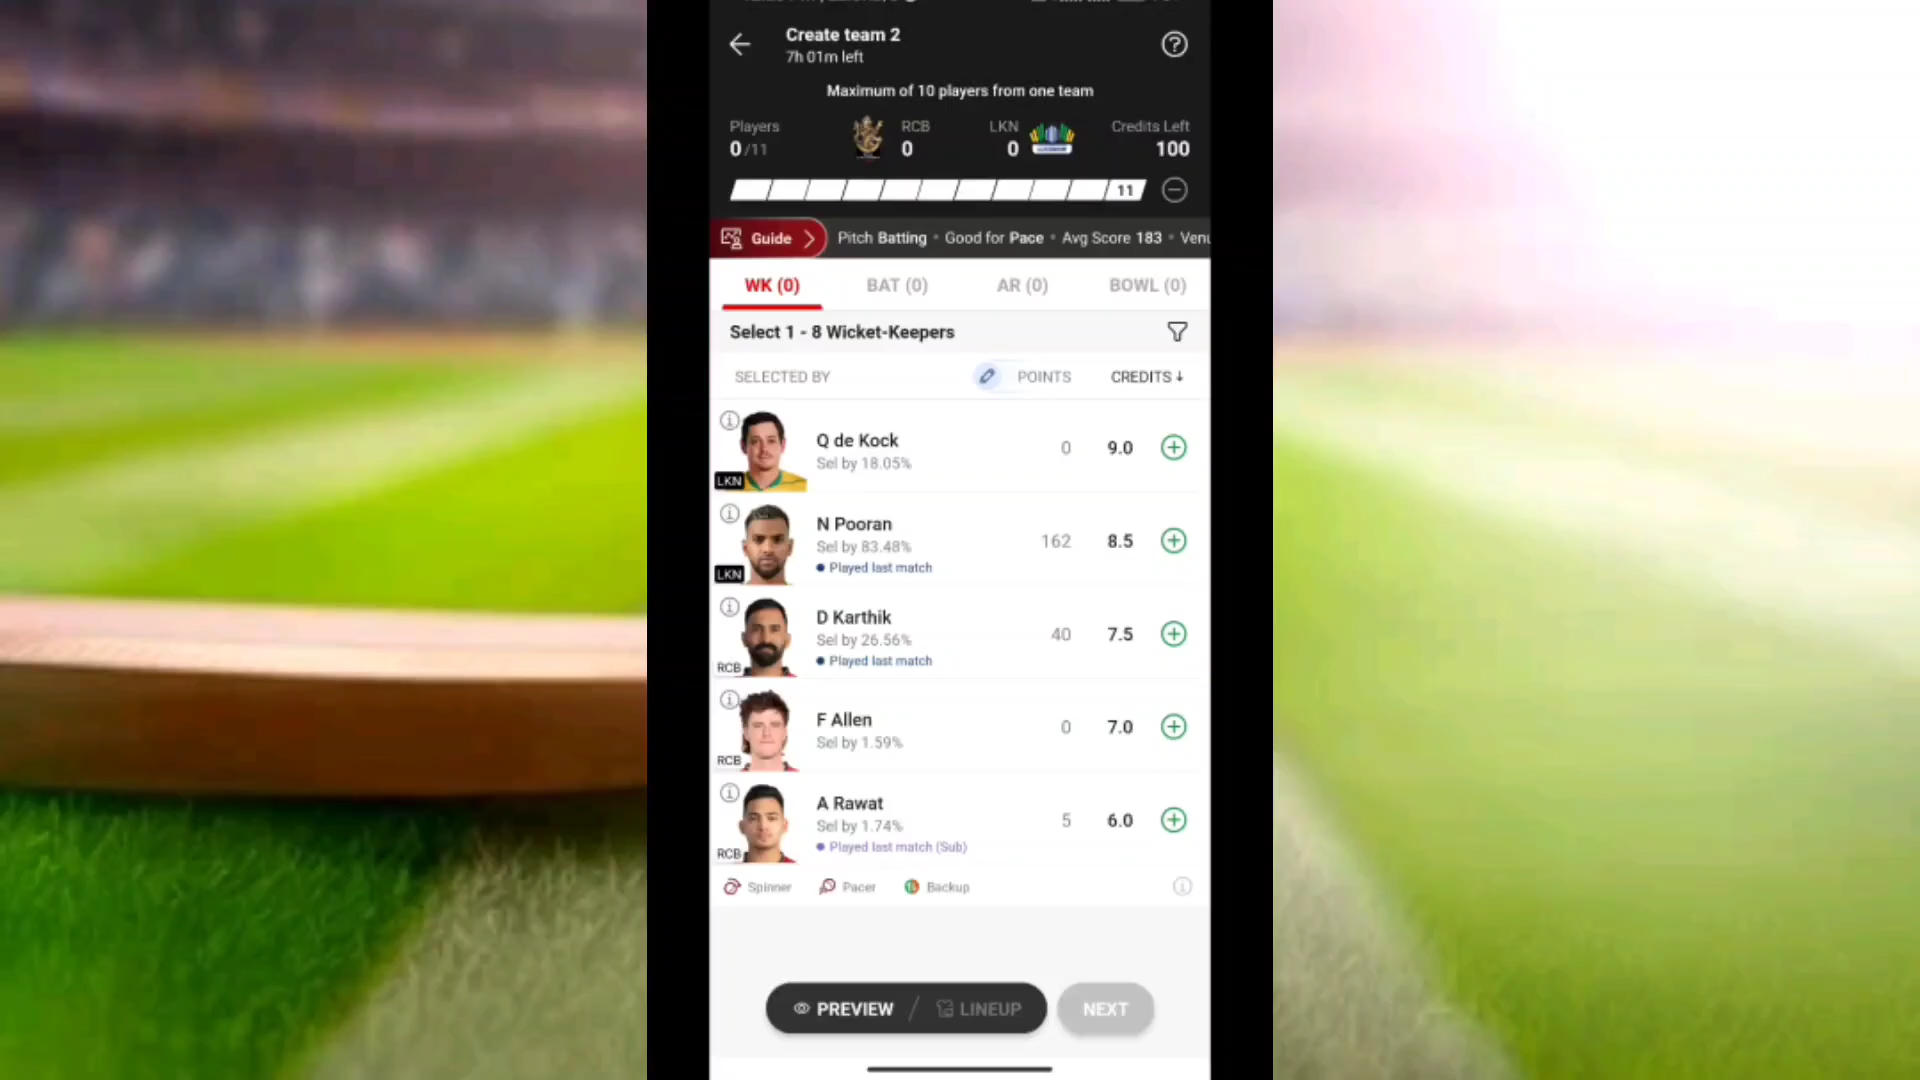 Create team 2
7h 01m left
Maximum of 10 players from one team
Players RCB LKN Credits Left
0/11 0 0 100
11
Guide Pitch Batting • Good for Pace • Avg Score 183 • Venu
WK (0) BAT (0) AR (0) BOWL (0)
Select 1 - 8 Wicket-Keepers
SELECTED BY POINTS CREDITS↓
Q de Kock
Sel by 18.05%
0 9.0
LKN
N Pooran
Sel by 83.48%
162 8.5
Played last match
LKN
D Karthik
Sel by 26.56%
40 7.5
Played last match
RCB
F Allen
Sel by 1.59%
0 7.0
RCB
A Rawat
Sel by 1.74%
5 6.0
Played last match (Sub)
RCB
Spinner Pacer Backup
PREVIEW / LINEUP NEXT